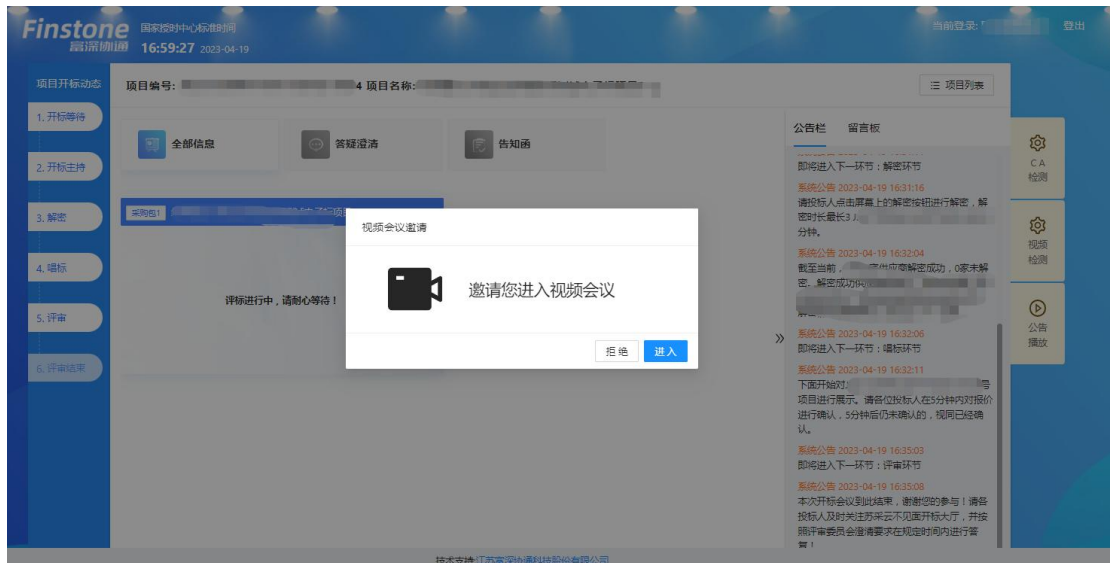 Finstone
富深协通
国家授时中心标准时间
16:59:27 2023-04-19
当前登录:
登出
项目开标动态
1. 开标等待
2. 开标主持
3. 解密
4. 唱标
5. 评审
6. 评审结束
项目编号:
4 项目名称:
项目列表
全部信息
答疑澄清
告知函
采购包1
评标进行中，请耐心等待！
视频会议邀请
邀请您进入视频会议
拒 绝
进 入
公告栏
留言板
即将进入下一环节：解密环节
系统公告 2023-04-19 16:31:16
请投标人点击屏幕上的解密按钮进行解密，解
密时长最长3
分钟。
系统公告 2023-04-19 16:32:04
截至当前，
供应商解密成功，0家未解
密。解密成功供
系统公告 2023-04-19 16:32:06
即将进入下一环节：唱标环节
系统公告 2023-04-19 16:32:11
下面开始对
号
项目进行展示。请各位投标人在5分钟内对报价
进行确认，5分钟后仍未确认的，视同已经确
认。
系统公告 2023-04-19 16:35:03
即将进入下一环节：评审环节
系统公告 2023-04-19 16:35:08
本次开标会议到此结束，谢谢您的参与！请各
投标人及时关注苏采云不见面开标大厅，并按
照评审委员会澄清要求在规定时间内进行答
复！
CA
检测
视频
检测
公告
播放
技术支持:江苏富深协通科技股份有限公司